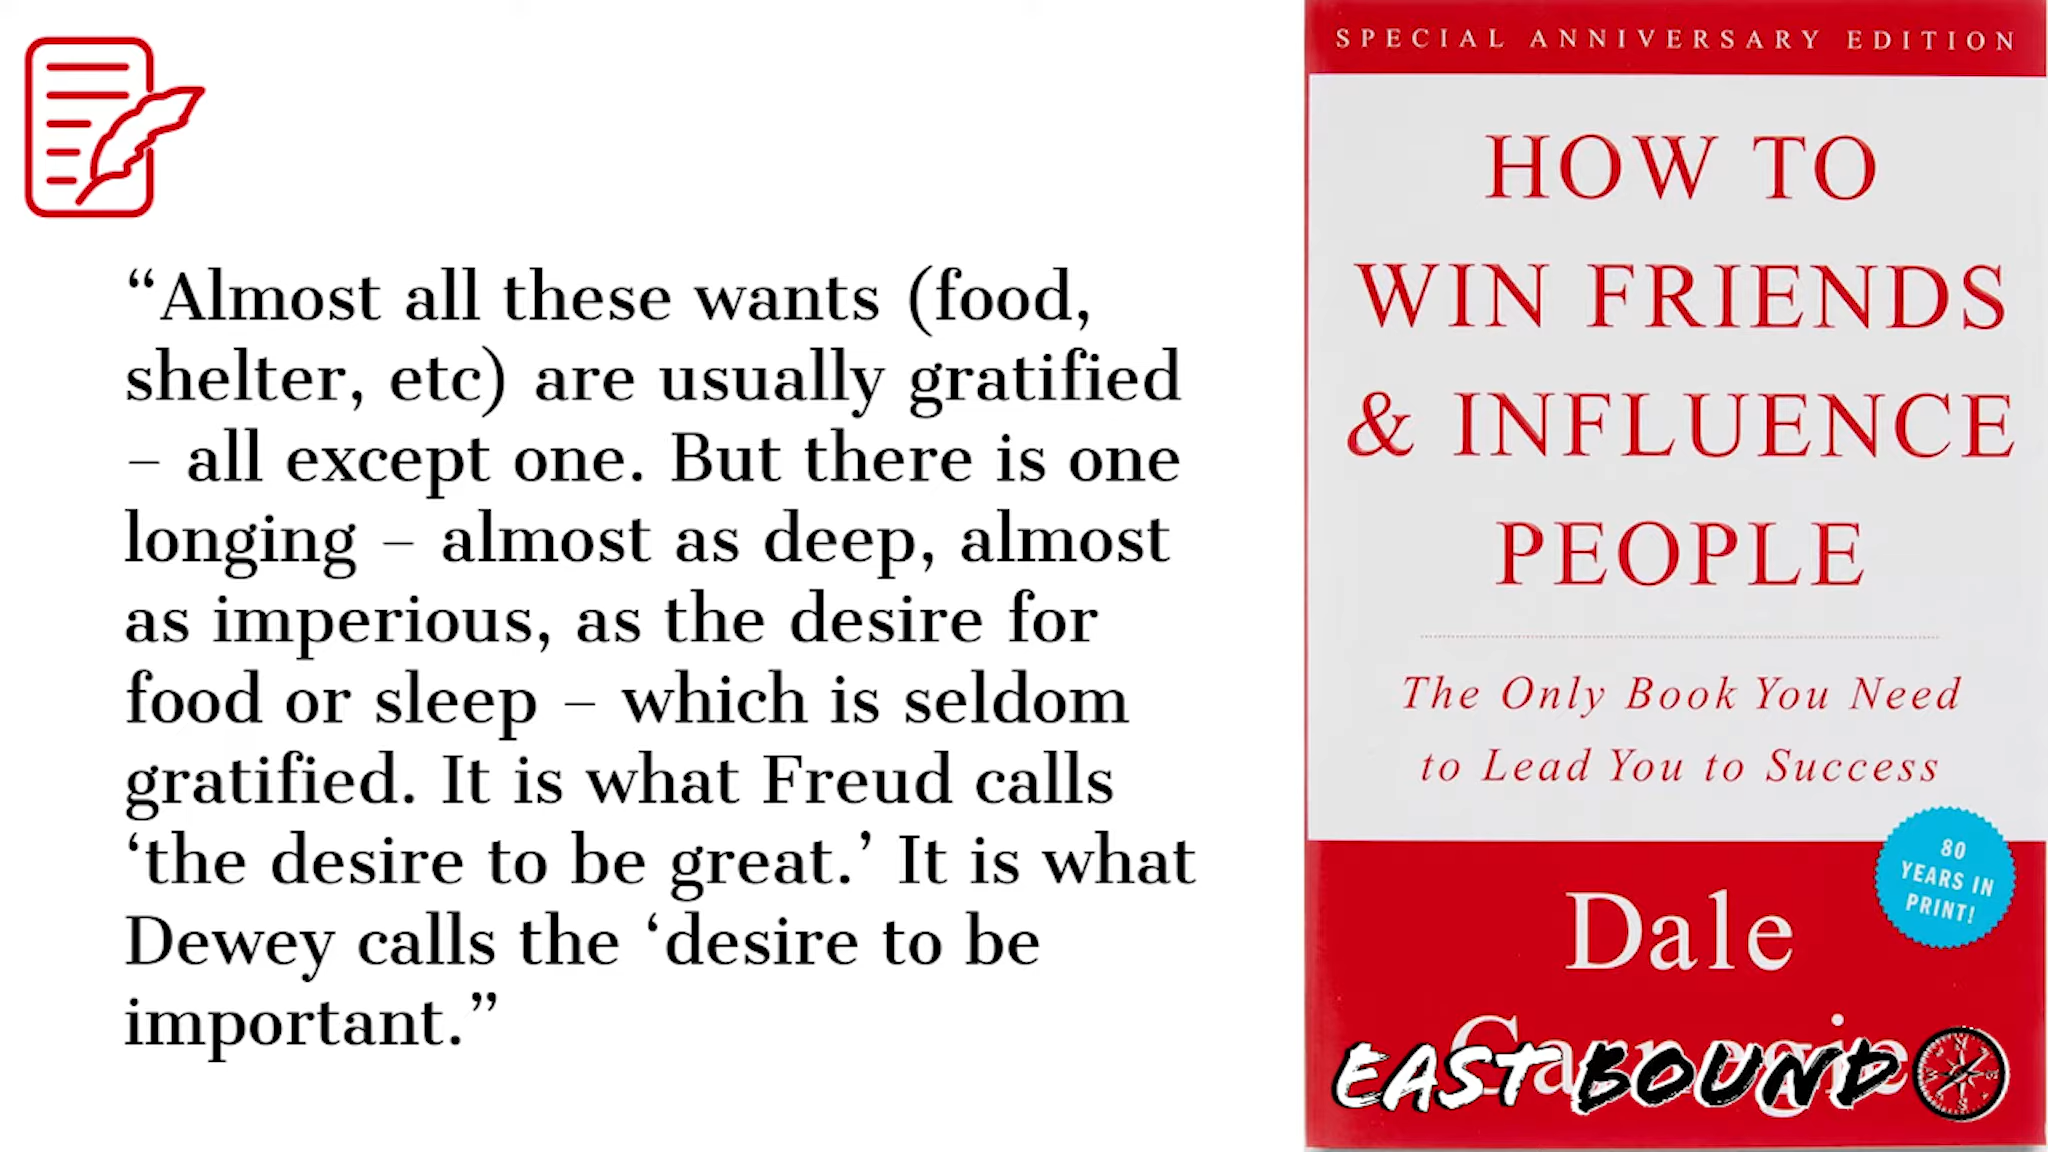 “Almost all these wants (food,
shelter, etc) are usually gratified
– all except one. But there is one
longing – almost as deep, almost
as imperious, as the desire for
food or sleep – which is seldom
gratified. It is what Freud calls
‘the desire to be great.’ It is what
Dewey calls the ‘desire to be
important.”
SPECIAL ANNIVERSARY EDITION
HOW TO
WIN FRIENDS
& INFLUENCE
PEOPLE
The Only Book You Need
to Lead You to Success
80
YEARS IN
PRINT!
Dale
Carnegie
EAST BOUND